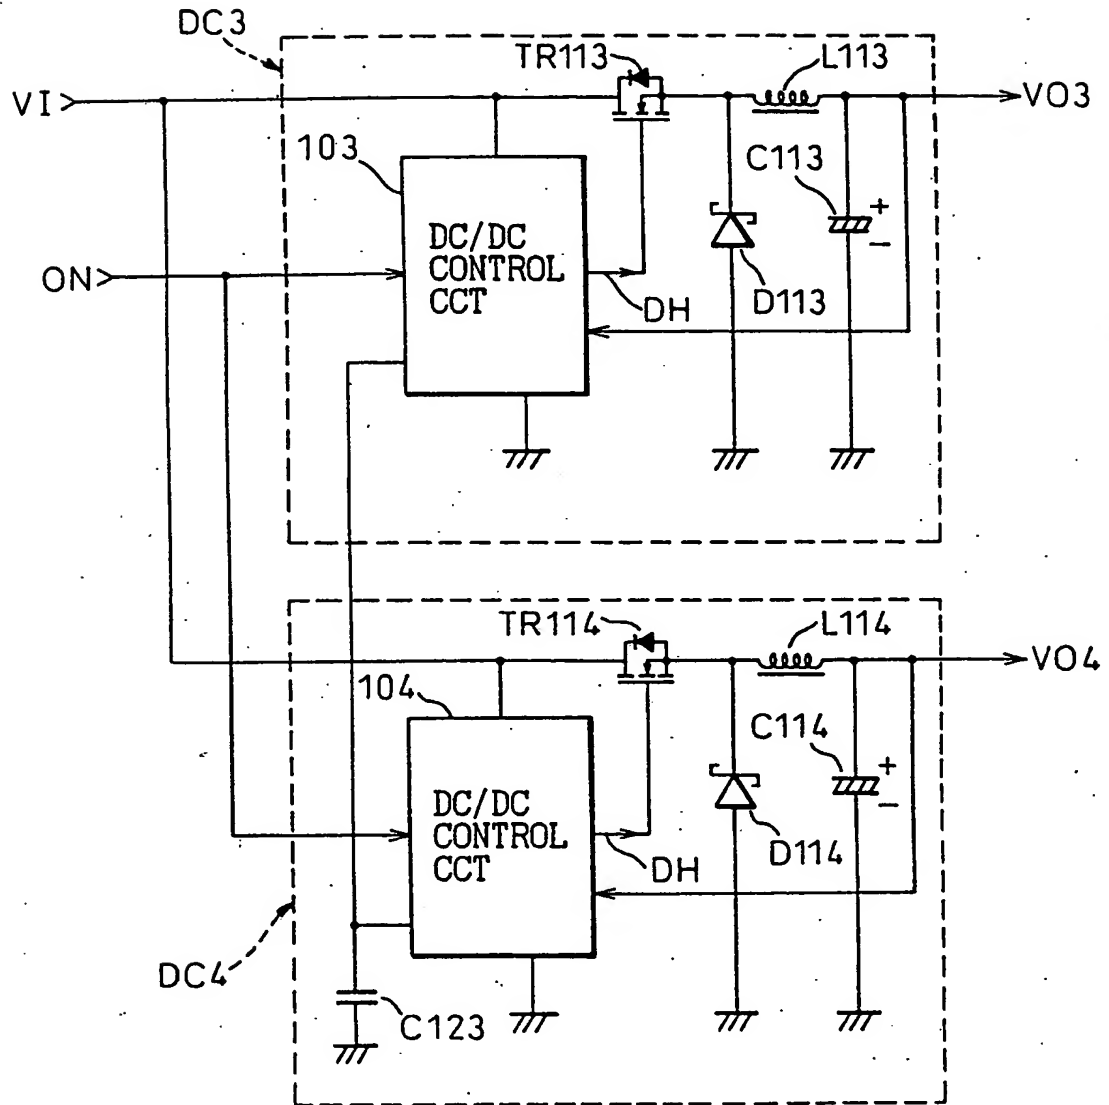 DC3
TR113
L113
VI
VO3
103
C113
+
DC/DC
CONTROL
CCT
−
ON
DH
D113
TR114
L114
VO4
104
C114
+
DC/DC
CONTROL
CCT
−
DH
D114
DC4
C123